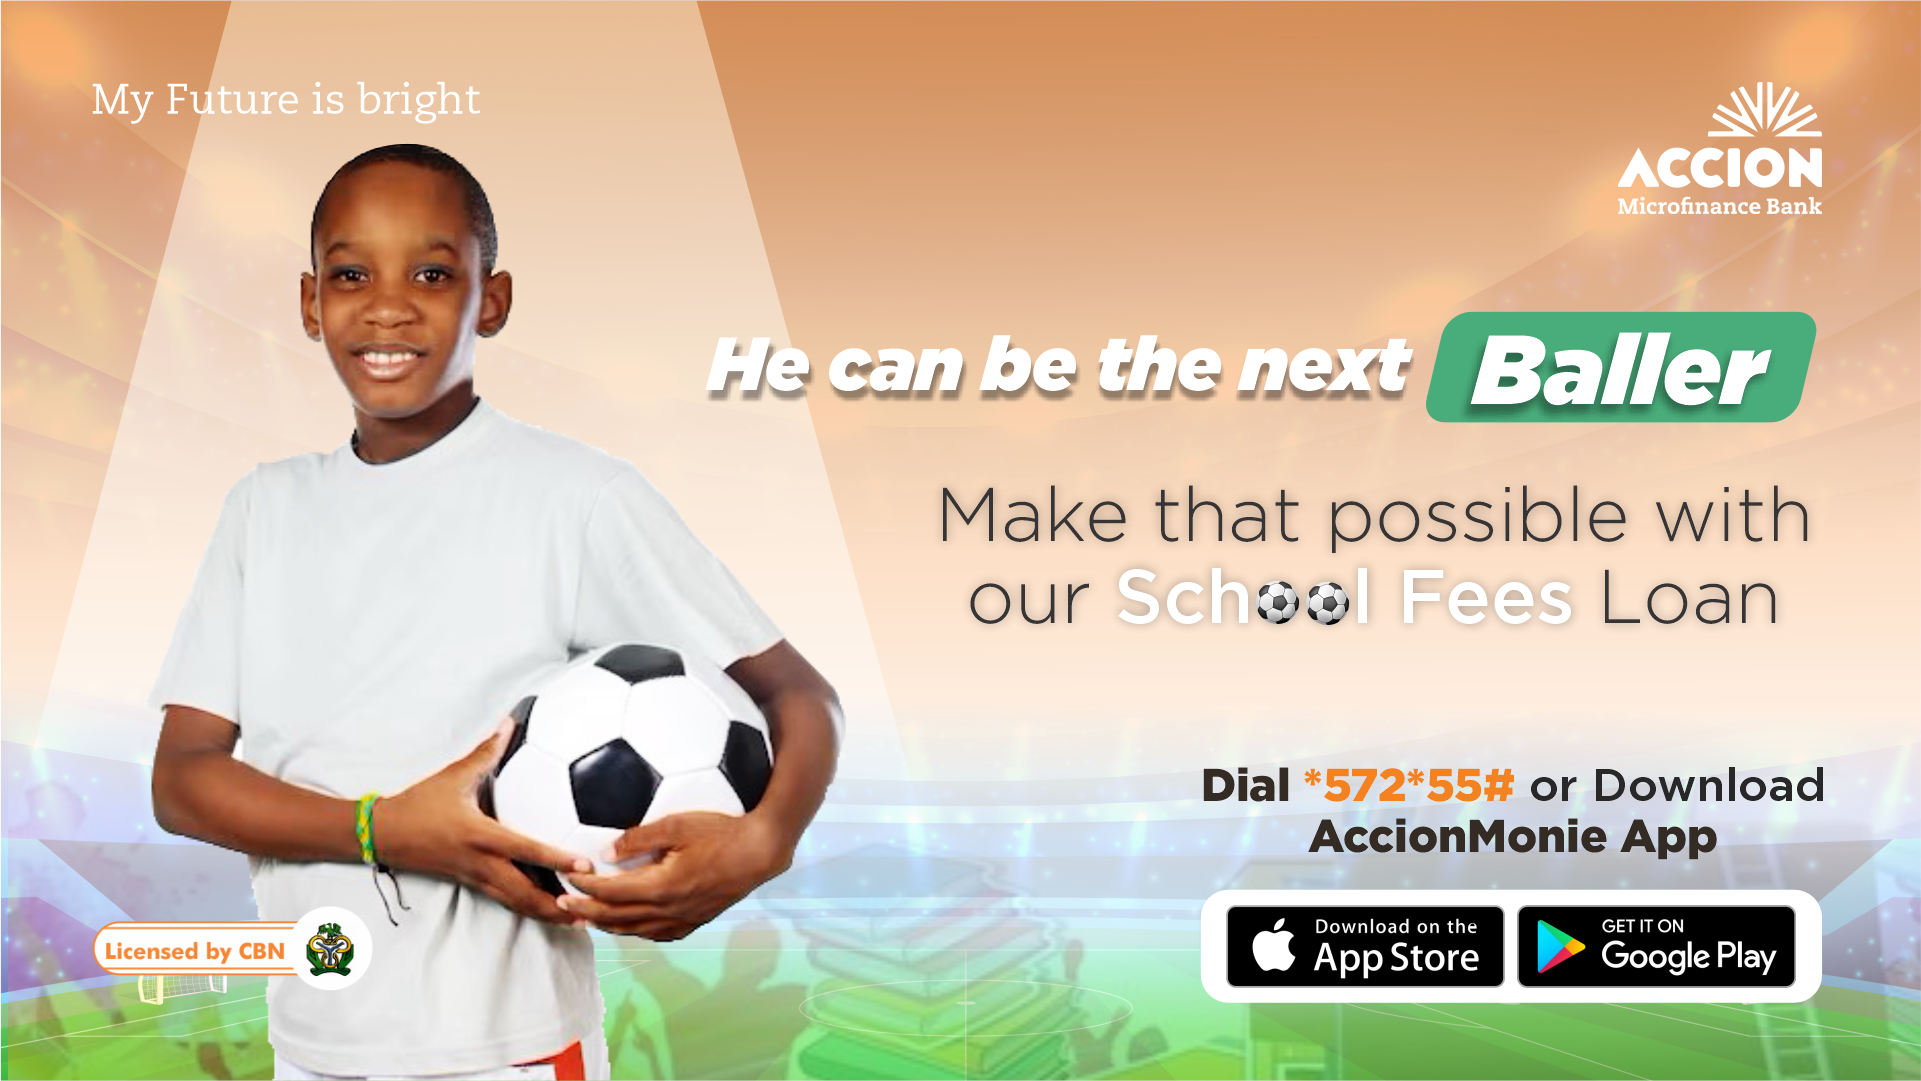 My Future is bright
ACCION
Microfinance Bank
He can be the next Baller
Make that possible with
our School Fees Loan
Dial *572*55# or Download
AccionMonie App
Licensed by CBN
Download on the
App Store
GET IT ON
Google Play